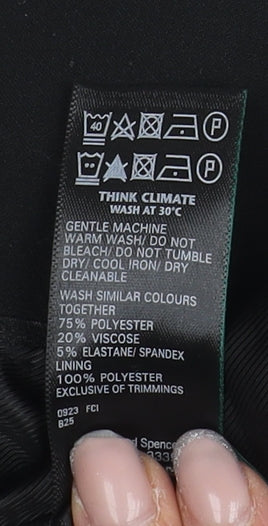 40 P
P
THINK CLIMATE
WASH AT 30°C
GENTLE MACHINE
WARM WASH/ DO NOT
BLEACH/ DO NOT TUMBLE
DRY/ COOL IRON/ DRY
CLEANABLE
WASH SIMILAR COLOURS
TOGETHER
75% POLYESTER
20% VISCOSE
5% ELASTANE/ SPANDEX
LINING
100% POLYESTER
EXCLUSIVE OF TRIMMINGS
0923 FCI
B25
d Spence